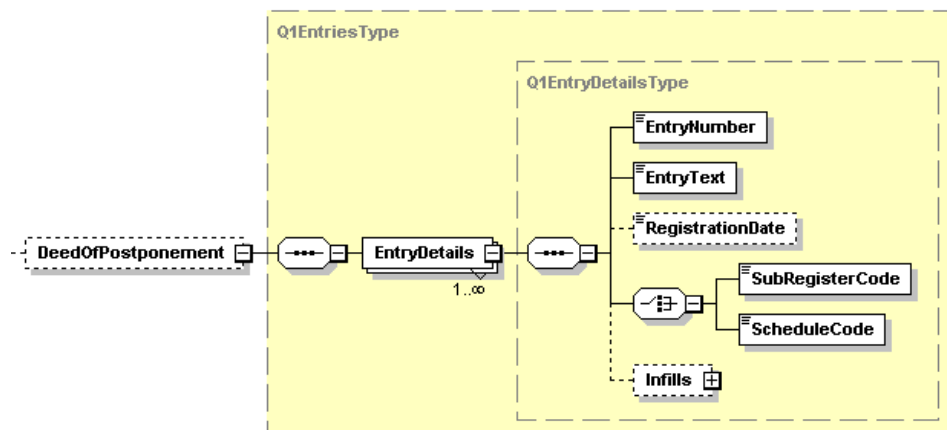 Q1EntriesType
Q1EntryDetailsType
EntryNumber
EntryText
RegistrationDate
DeedOfPostponement
EntryDetails
1..∞
SubRegisterCode
ScheduleCode
Infills